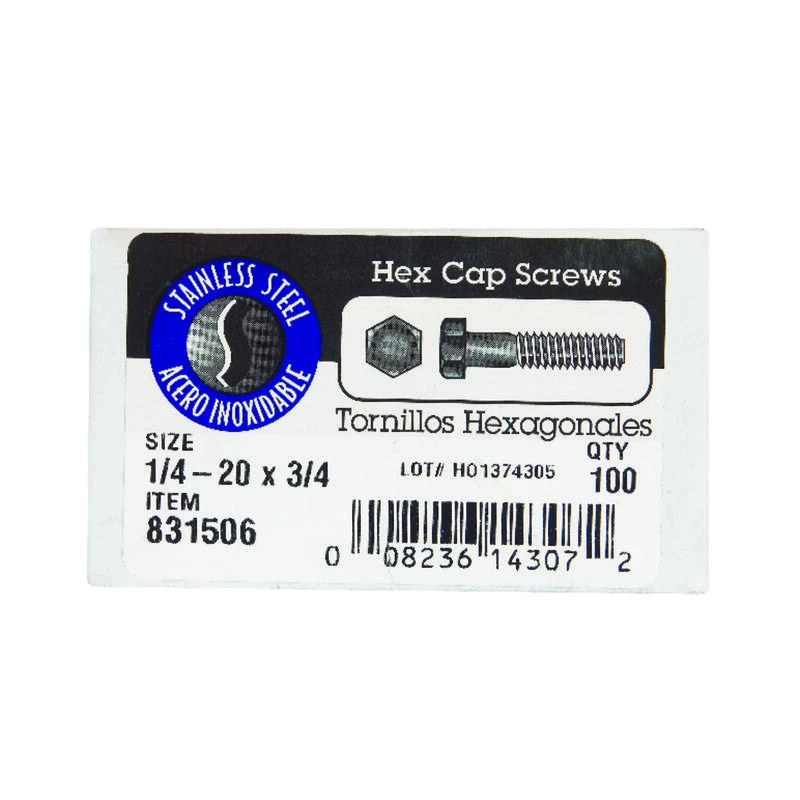 STAINLESS STEEL
ACERO INOXIDABLE
Hex Cap Screws
Tornillos Hexagonales
SIZE
1/4-20 x 3/4
ITEM
831506
LOT# H01374305
QTY
100
0 08236 14307 2